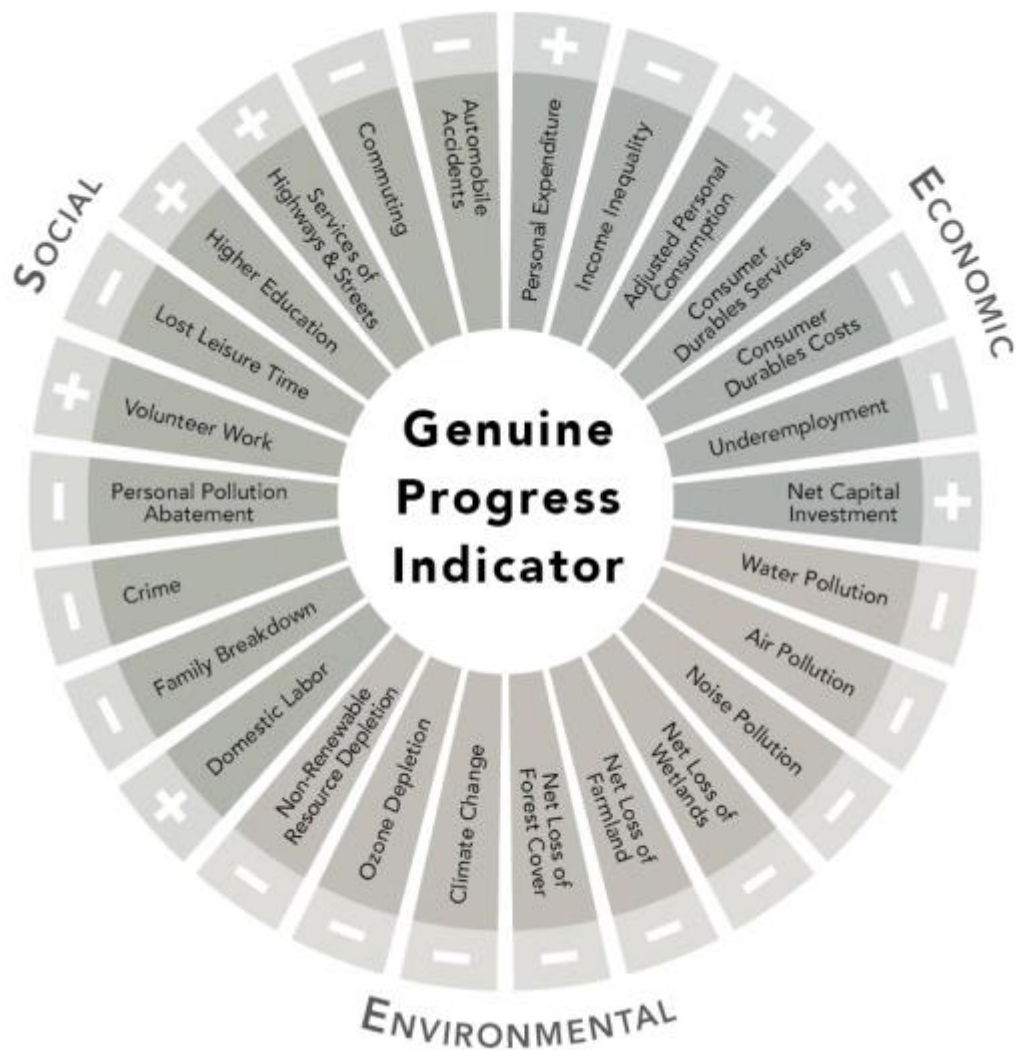 Genuine
Progress
Indicator
ECONOMIC
+
Personal Expenditure
−
Income Inequality
+
Adjusted Personal
Consumption
+
Consumer
Durables Services
−
Consumer
Durables Costs
−
Underemployment
+
Net Capital
Investment
ENVIRONMENTAL
−
Water Pollution
−
Air Pollution
−
Noise Pollution
−
Net Loss of
Wetlands
−
Net Loss of
Farmland
−
Net Loss of
Forest Cover
−
Climate Change
−
Ozone Depletion
−
Non-Renewable
Resource Depletion
SOCIAL
+
Domestic Labor
−
Family Breakdown
−
Crime
−
Personal Pollution
Abatement
+
Volunteer Work
−
Lost Leisure Time
+
Higher Education
+
Services of
Highways & Streets
−
Commuting
−
Automobile
Accidents